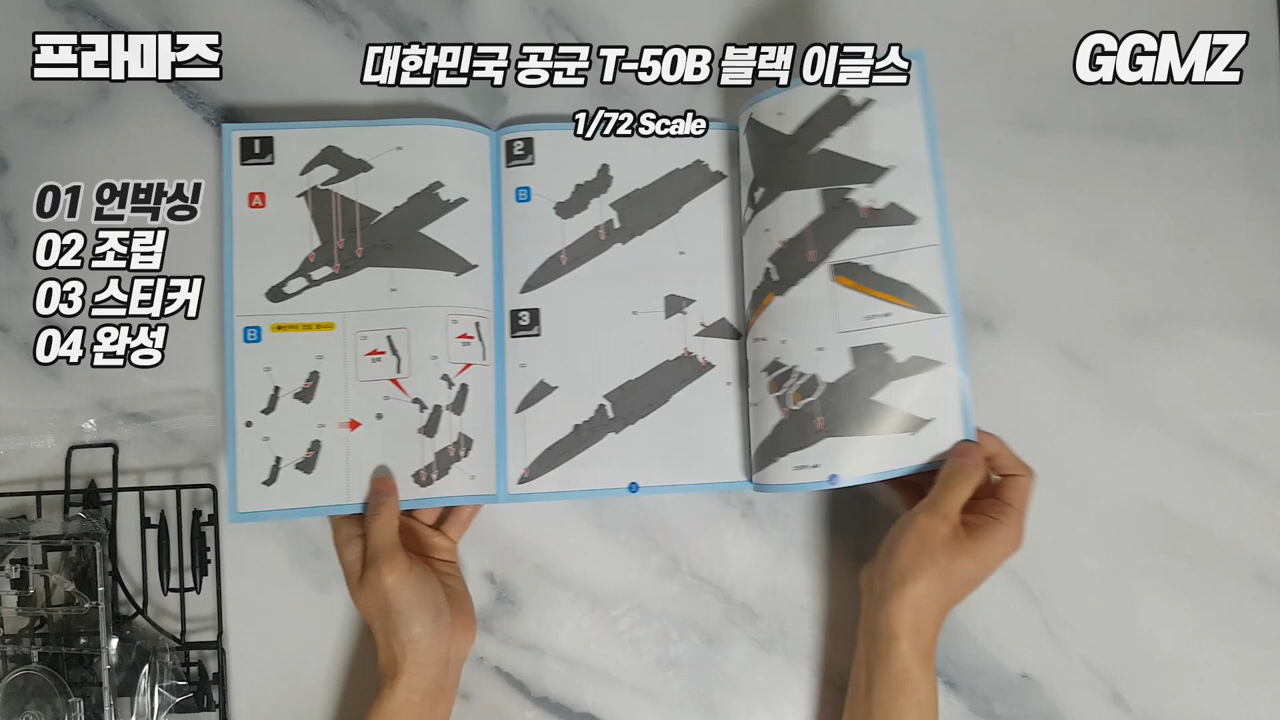 프라마즈
대한민국 공군 T-50B 블랙 이글스
GGMZ
1/72 Scale
01 언박싱
02 조립
03 스티커
04 완성
1
A
B
2
B
3